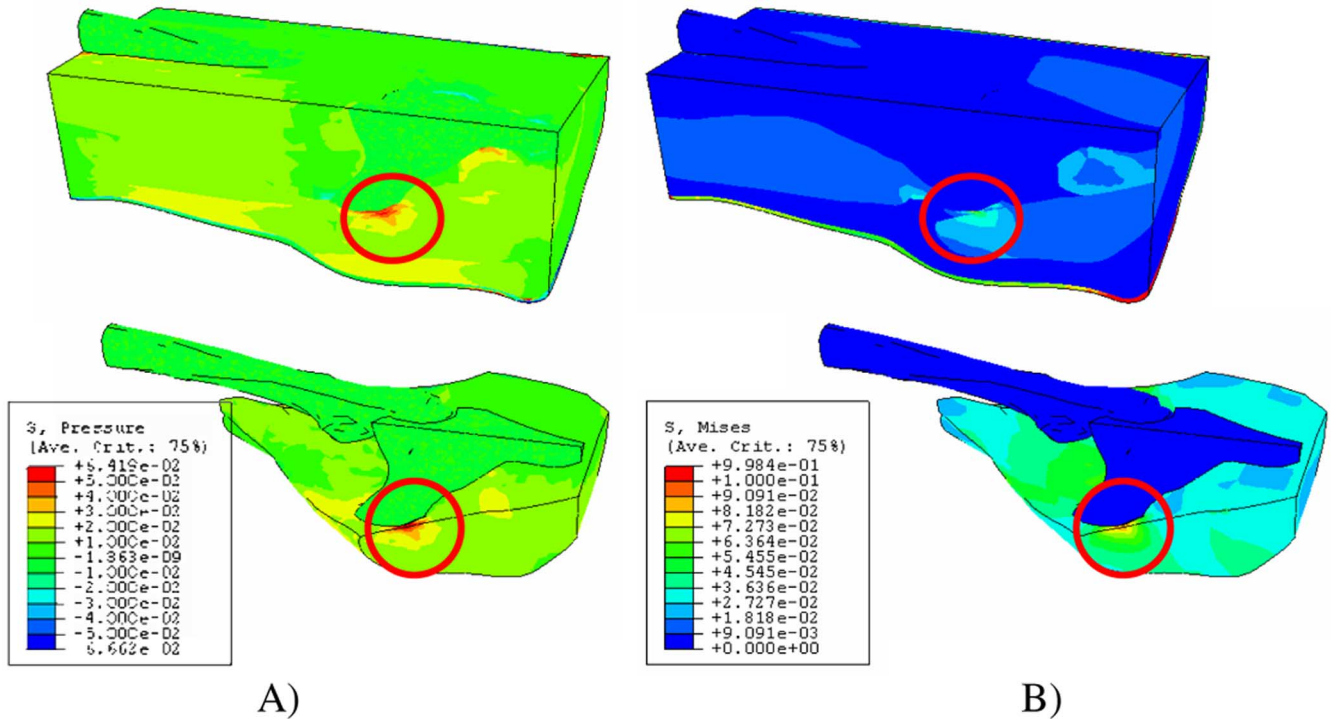 S, Pressure
(Ave. Crit.: 75%)
+6.419e-02
+5.000e-02
+4.000e-02
+3.000e-02
+2.000e-02
+1.000e-02
-1.863e-09
-1.000e-02
-2.000e-02
-3.000e-02
-4.000e-02
-5.000e-02
S, Mises
(Ave. Crit.: 75%)
+9.984e-01
+1.000e-01
+9.091e-02
+8.182e-02
+7.273e-02
+6.364e-02
+5.455e-02
+4.545e-02
+3.636e-02
+2.727e-02
+1.818e-02
+9.091e-03
+0.000e+00
A)
B)